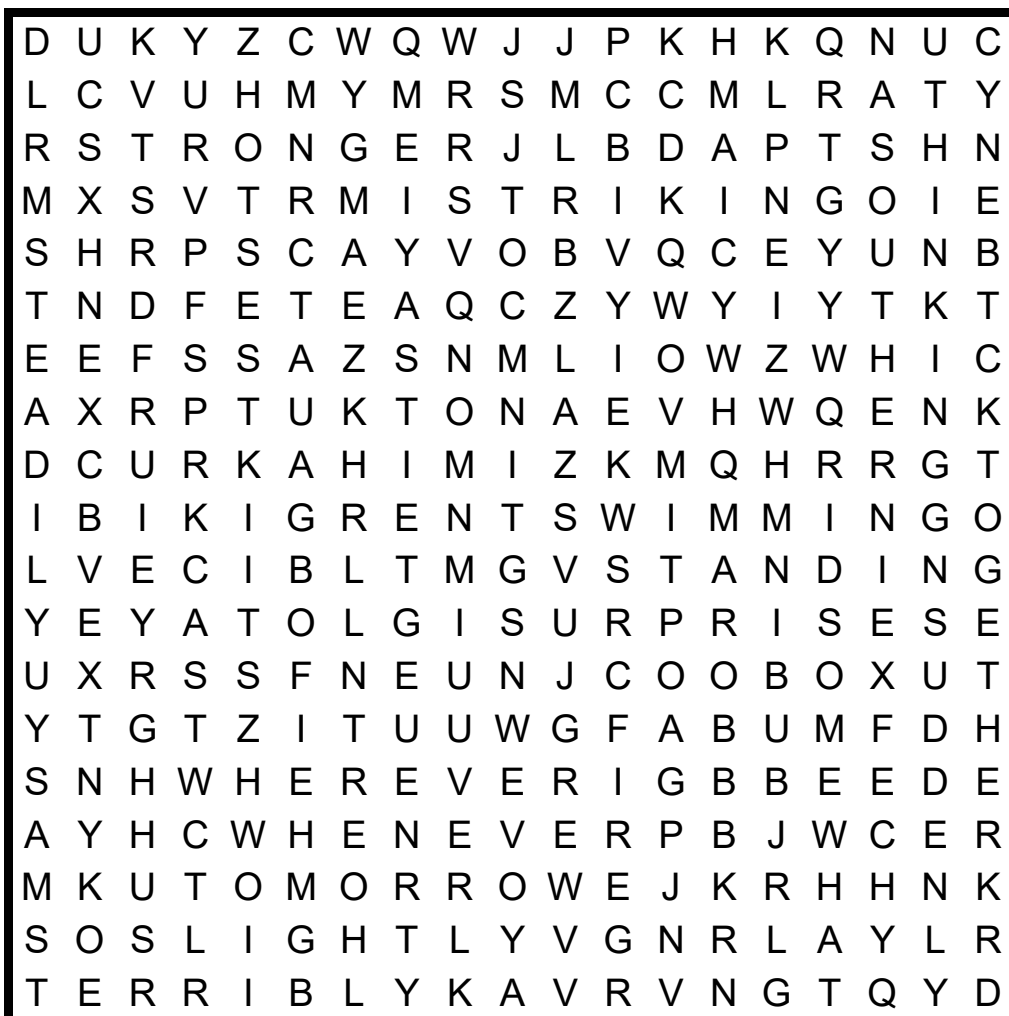 D U K Y Z C W Q W J J P K H K Q N U C
L C V U H M Y M R S M C C M L R A T Y
R S T R O N G E R J L B D A P T S H N
M X S V T R M I S T R I K I N G O I E
S H R P S C A Y V O B V Q C E Y U N B
T N D F E T E A Q C Z Y W Y I Y T K T
E E F S S A Z S N M L I O W Z W H I C
A X R P T U K T O N A E V H W Q E N K
D C U R K A H I M I Z K M Q H R R G T
I B I K I G R E N T S W I M M I N G O
L V E C I B L T M G V S T A N D I N G
Y E Y A T O L G I S U R P R I S E S E
U X R S S F N E U N J C O O B O X U T
Y T G T Z I T U U W G F A B U M F D H
S N H W H E R E V E R I G B B E E D E
A Y H C W H E N E V E R P B J W C E R
M K U T O M O R R O W E J K R H H N K
S O S L I G H T L Y V G N R L A Y L R
T E R R I B L Y K A V R V N G T Q Y D